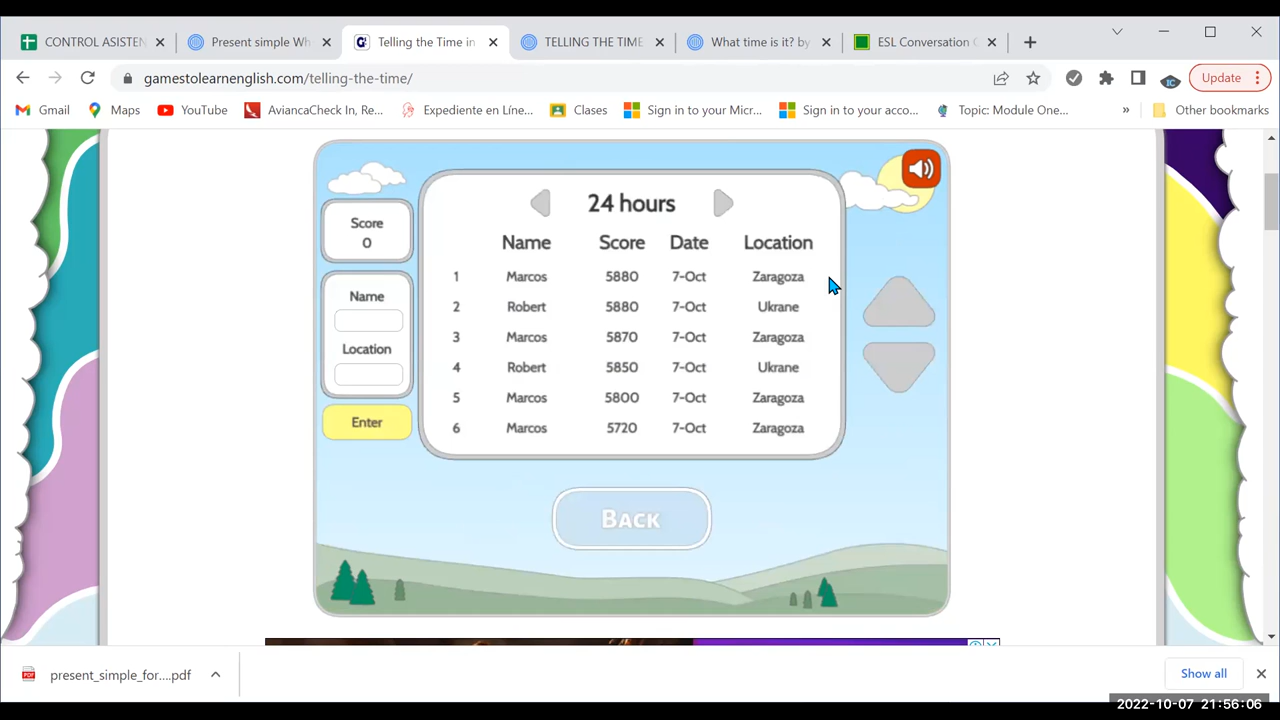 CONTROL ASISTEN
Present simple Wh
Telling the Time in
TELLING THE TIME
What time is it? by
ESL Conversation
gamestolearnenglish.com/telling-the-time/
Update
Gmail
Maps
YouTube
AviancaCheck In, Re...
Expediente en Líne...
Clases
Sign in to your Micr...
Sign in to your acco...
Topic: Module One...
»
Other bookmarks
Score
0
Name
Location
Enter
24 hours
Name Score Date Location
1 Marcos 5880 7-Oct Zaragoza
2 Robert 5880 7-Oct Ukrane
3 Marcos 5870 7-Oct Zaragoza
4 Robert 5850 7-Oct Ukrane
5 Marcos 5800 7-Oct Zaragoza
6 Marcos 5720 7-Oct Zaragoza
BACK
present_simple_for....pdf
Show all
2022-10-07 21:56:06